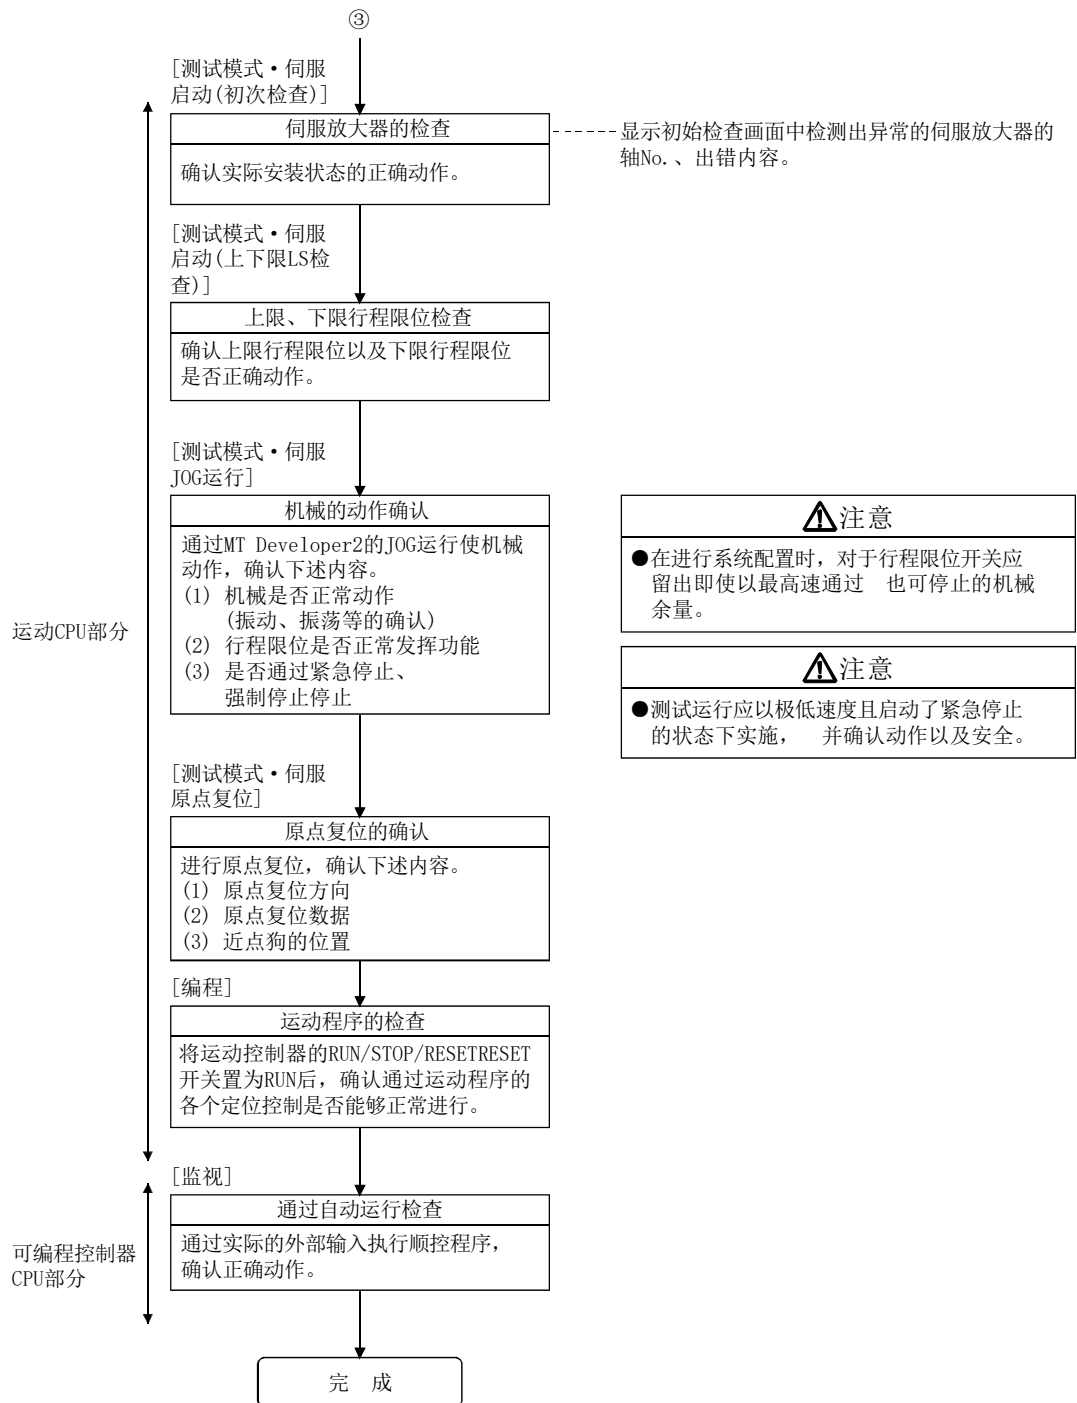 ③
[测试模式·伺服
启动(初次检查)]
伺服放大器的检查
确认实际安装状态的正确动作。
显示初始检查画面中检测出异常的伺服放大器的
轴No.、出错内容。
[测试模式·伺服
启动(上下限LS检
查)]
上限、下限行程限位检查
确认上限行程限位以及下限行程限位
是否正确动作。
[测试模式·伺服
JOG运行]
机械的动作确认
通过MT Developer2的JOG运行使机械
动作，确认下述内容。
(1) 机械是否正常动作
(振动、振荡等的确认)
(2) 行程限位是否正常发挥功能
(3) 是否通过紧急停止、
强制停止停止
注意
●在进行系统配置时，对于行程限位开关应
留出即使以最高速通过 也可停止的机械
余量。
注意
●测试运行应以极低速度且启动了紧急停止
的状态下实施， 并确认动作以及安全。
运动CPU部分
[测试模式·伺服
原点复位]
原点复位的确认
进行原点复位，确认下述内容。
(1) 原点复位方向
(2) 原点复位数据
(3) 近点狗的位置
[编程]
运动程序的检查
将运动控制器的RUN/STOP/RESETRESET
开关置为RUN后，确认通过运动程序的
各个定位控制是否能够正常进行。
[监视]
通过自动运行检查
通过实际的外部输入执行顺控程序，
确认正确动作。
可编程控制器
CPU部分
完 成